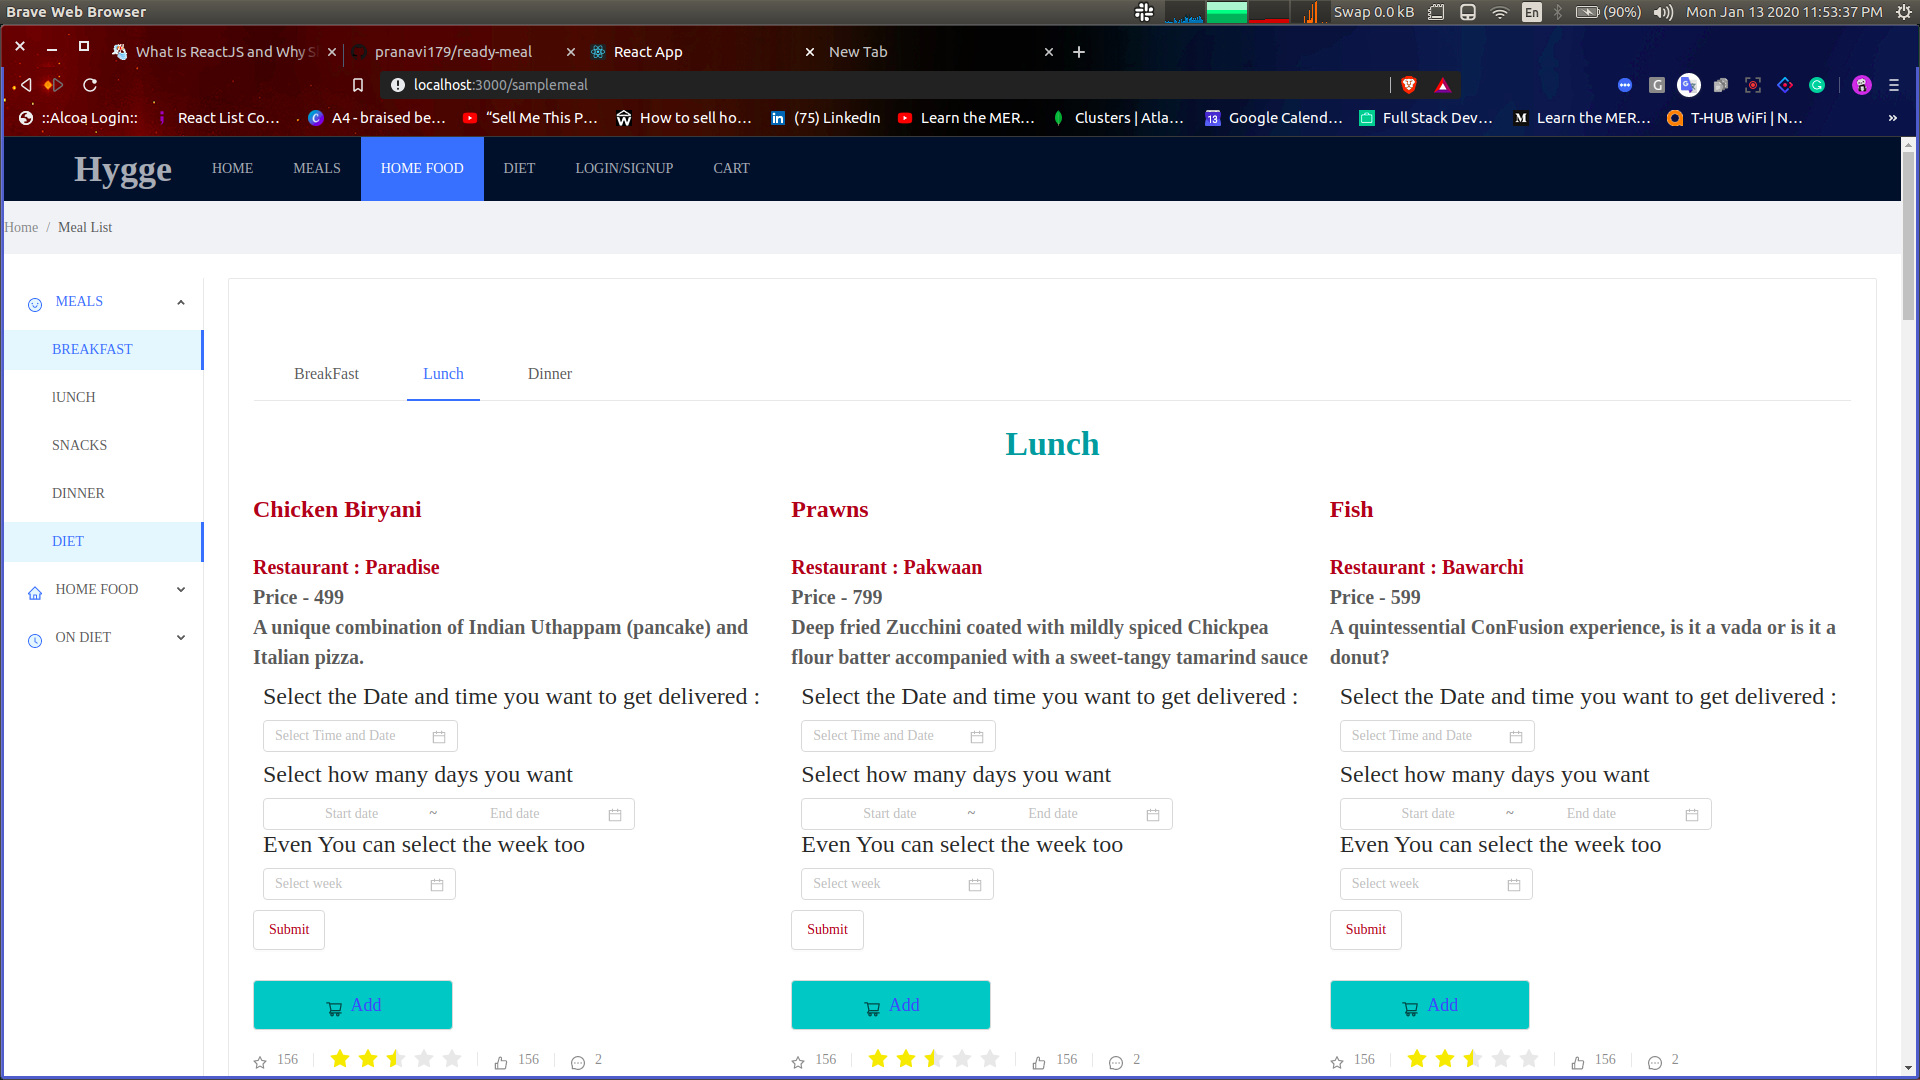 Brave Web Browser
Swap 0.0 kB En (90%) Mon Jan 13 2020 11:53:37 PM
What Is ReactJS and Why S
pranavi179/ready-meal
React App
New Tab
localhost:3000/samplemeal
::Alcoa Login:: React List Co... A4 - braised be... “Sell Me This P... How to sell ho... (75) LinkedIn Learn the MER... Clusters | Atla... Google Calend... Full Stack Dev... Learn the MER... T-HUB WiFi | N... »
Hygge HOME MEALS HOME FOOD DIET LOGIN/SIGNUP CART
Home / Meal List
MEALS
BREAKFAST
lUNCH
SNACKS
DINNER
DIET
HOME FOOD
ON DIET
BreakFast Lunch Dinner
Lunch
Chicken Biryani
Restaurant : Paradise
Price - 499
A unique combination of Indian Uthappam (pancake) and
Italian pizza.
Select the Date and time you want to get delivered :
Select Time and Date
Select how many days you want
Start date ~ End date
Even You can select the week too
Select week
Submit
Add
156 156 2
Prawns
Restaurant : Pakwaan
Price - 799
Deep fried Zucchini coated with mildly spiced Chickpea
flour batter accompanied with a sweet-tangy tamarind sauce
Select the Date and time you want to get delivered :
Select Time and Date
Select how many days you want
Start date ~ End date
Even You can select the week too
Select week
Submit
Add
156 156 2
Fish
Restaurant : Bawarchi
Price - 599
A quintessential ConFusion experience, is it a vada or is it a
donut?
Select the Date and time you want to get delivered :
Select Time and Date
Select how many days you want
Start date ~ End date
Even You can select the week too
Select week
Submit
Add
156 156 2